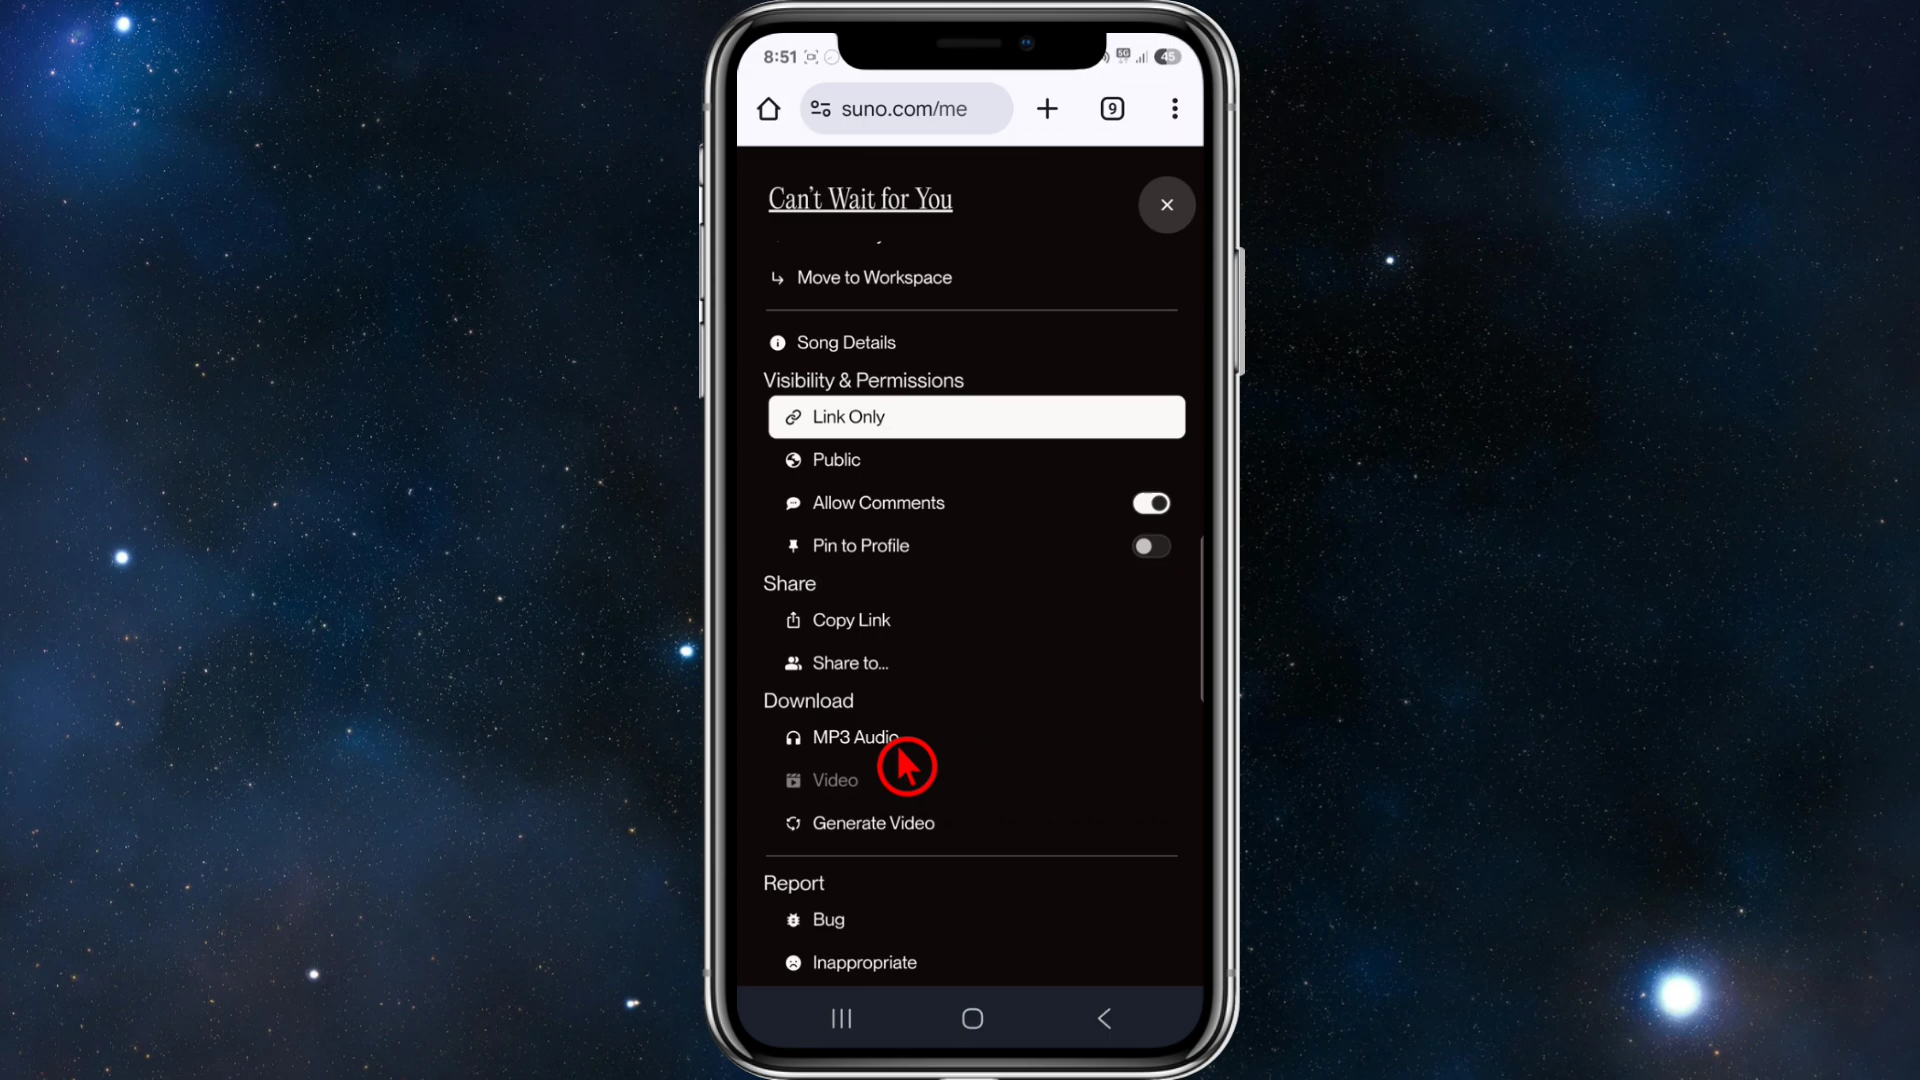 8:51
5G
45
suno.com/me
9
Can't Wait for You
Move to Workspace
Song Details
Visibility & Permissions
Link Only
Public
Allow Comments
Pin to Profile
Share
Copy Link
Share to...
Download
MP3 Audio
Video
Generate Video
Report
Bug
Inappropriate